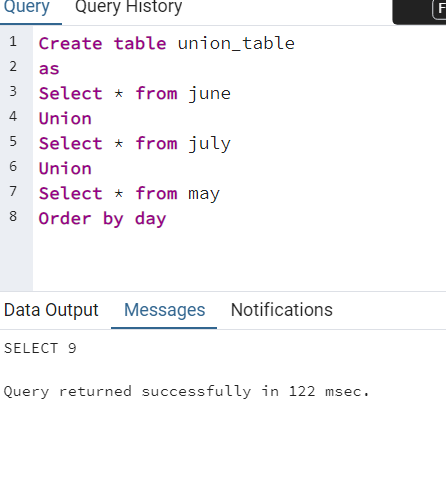 Query Query History
F
1 Create table union_table
2 as
3 Select * from june
4 Union
5 Select * from july
6 Union
7 Select * from may
8 Order by day
Data Output Messages Notifications
SELECT 9
Query returned successfully in 122 msec.